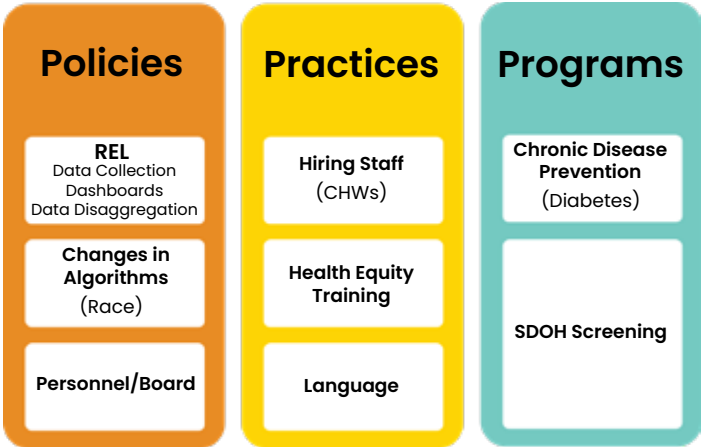 Policies
REL
Data Collection
Dashboards
Data Disaggregation
Changes in
Algorithms
(Race)
Personnel/Board
Practices
Hiring Staff
(CHWs)
Health Equity
Training
Language
Programs
Chronic Disease
Prevention
(Diabetes)
SDOH Screening